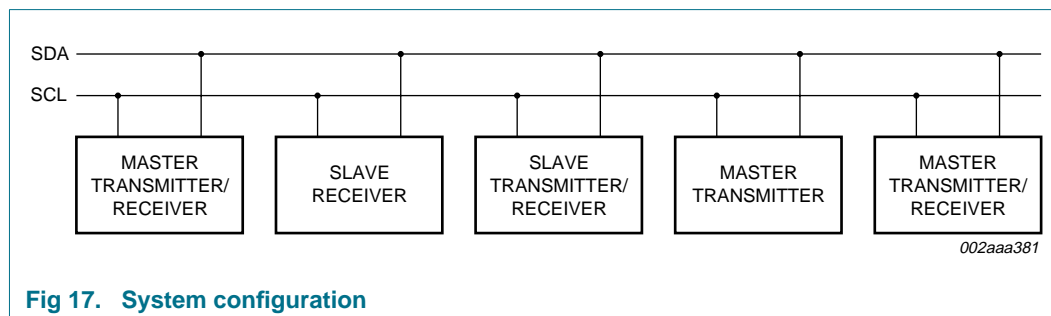 SDA
SCL
MASTER
TRANSMITTER/
RECEIVER
SLAVE
RECEIVER
SLAVE
TRANSMITTER/
RECEIVER
MASTER
TRANSMITTER
MASTER
TRANSMITTER/
RECEIVER
002aaa381
Fig 17. System configuration